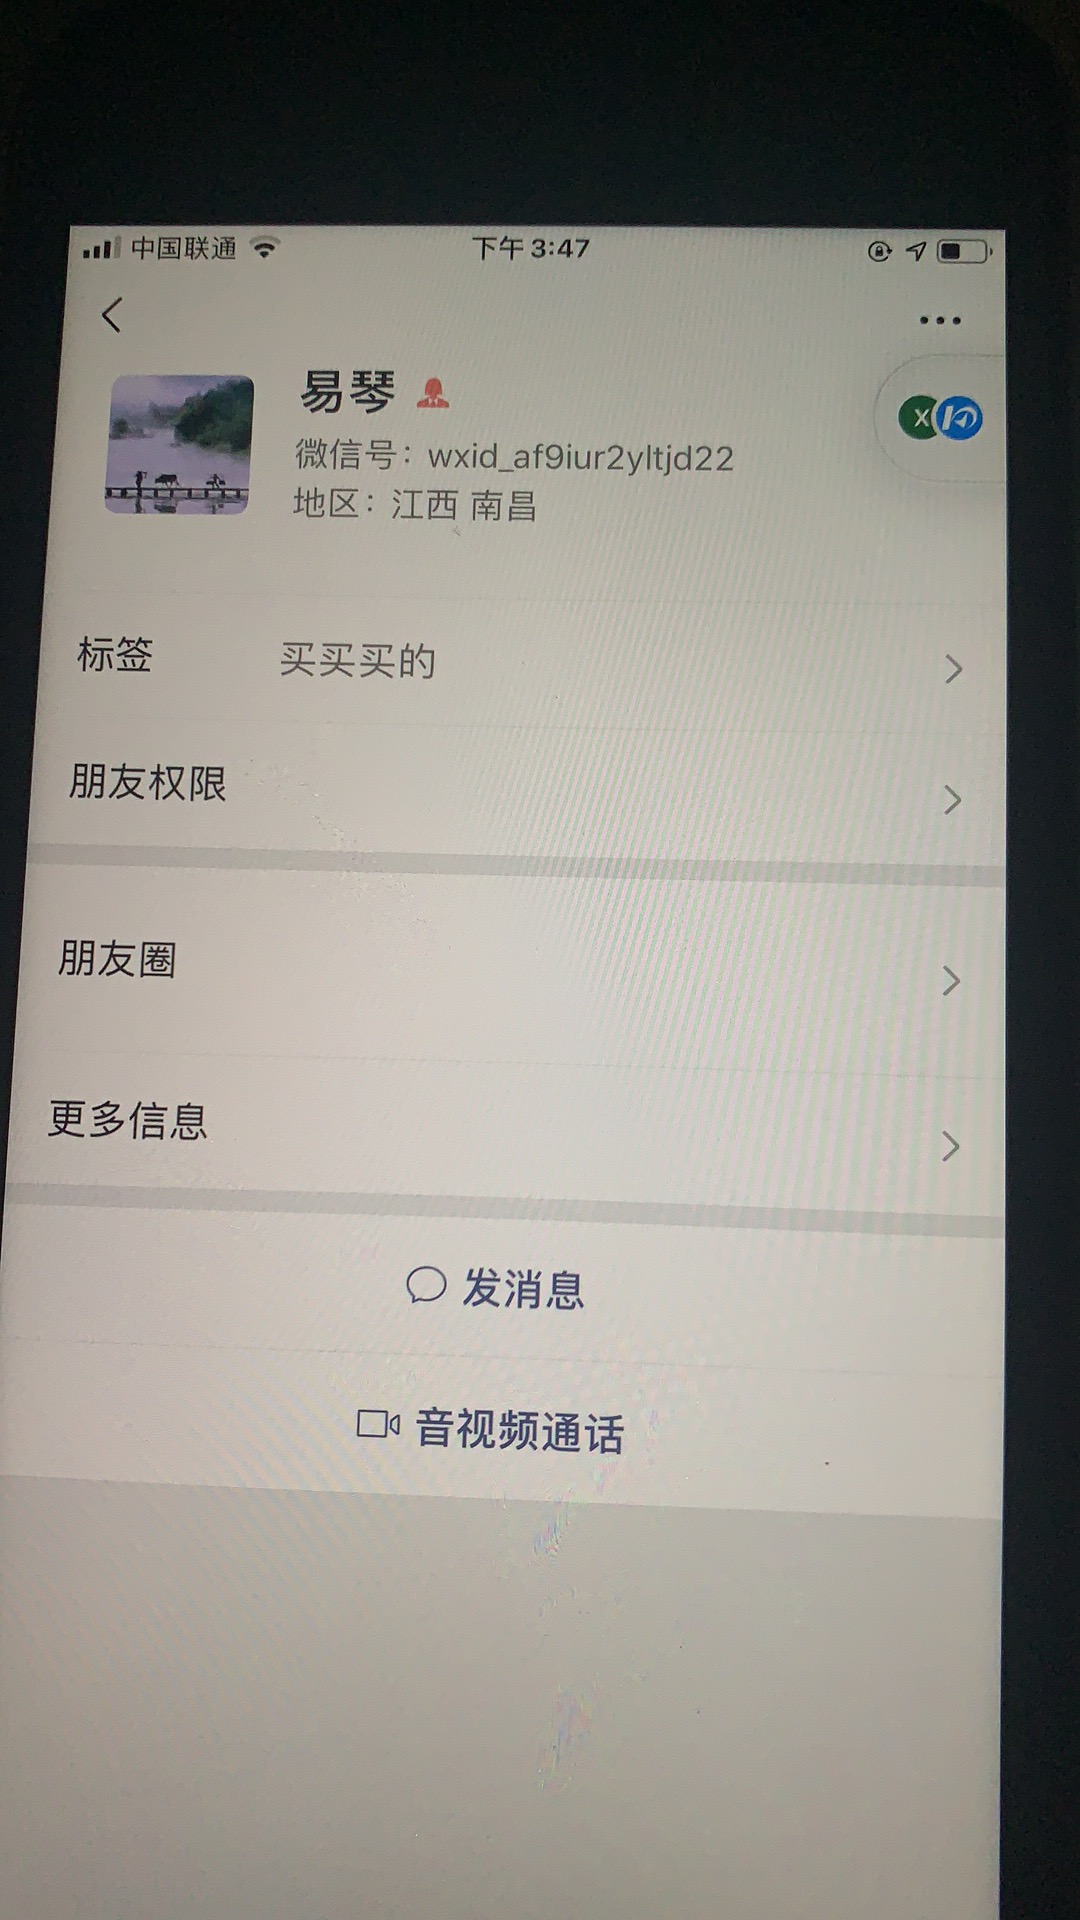 中国联通
下午 3:47
易琴
微信号：wxid_af9iur2yltjd22
地区：江西 南昌
X
标签 买买买的
朋友权限
朋友圈
更多信息
发消息
音视频通话